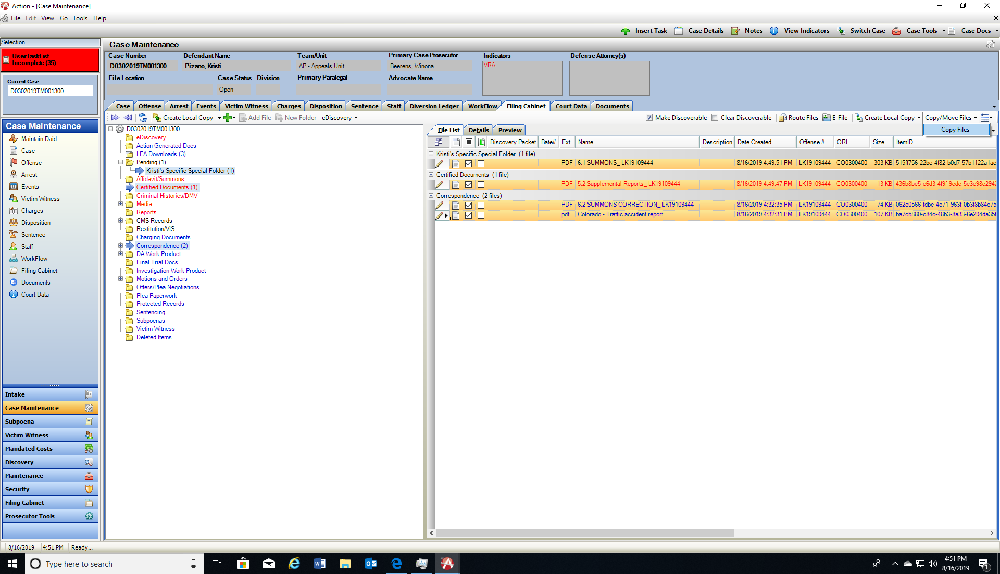 Action - [Case Maintenance]
File Edit View Go Tools Help
Insert Task Case Details Notes View Indicators Switch Case Case Tools Case Docs
Selection
UserTaskList
Incomplete (35)
Current Case
D0302019TM001300
Case Maintenance
Case Number Defendant Name Team/Unit Primary Case Prosecutor Indicators Defense Attorney(s)
D0302019TM001300 Pizano, Kristi AP - Appeals Unit Beerens, Winona VRA
File Location Case Status Division Primary Paralegal Advocate Name
Open
Case Offense Arrest Events Victim Witness Charges Disposition Sentence Staff Diversion Ledger WorkFlow Filing Cabinet Court Data Documents
Create Local Copy Add File New Folder eDiscovery
Make Discoverable Clear Discoverable Route Files E-File Create Local Copy Copy/Move Files
Copy Files
Case Maintenance
Maintain Daid
Case
Offense
Arrest
Events
Victim Witness
Charges
Disposition
Sentence
Staff
WorkFlow
Filing Cabinet
Documents
Court Data
Intake
Case Maintenance
Subpoena
Victim Witness
Mandated Costs
Discovery
Maintenance
Security
Filing Cabinet
Prosecutor Tools
D0302019TM001300
eDiscovery
Action Generated Docs
LEA Downloads (3)
Pending (1)
Kristi's Specific Special Folder (1)
Affidavit/Summons
Certified Documents (1)
Criminal Histories/DMV
Media
Reports
CMS Records
Restitution/VIS
Charging Documents
Correspondence (2)
DA Work Product
Final Trial Docs
Investigation Work Product
Motions and Orders
Offers/Plea Negotiations
Plea Paperwork
Protected Records
Sentencing
Subpoenas
Victim Witness
Deleted Items
File List Details Preview
Discovery Packet Bate# Ext Name Description Date Created Offense # ORI Size ItemID
Kristi's Specific Special Folder (1 file)
PDF 6.1 SUMMONS_ LK19109444 8/16/2019 4:49:51 PM LK19109444 CO0300400 303 KB 515ff756-22be-4f82-b0d7-57b1122a1ac
Certified Documents (1 file)
PDF 5.2 Supplemental Reports_ LK19109444 8/16/2019 4:49:47 PM LK19109444 CO0300400 13 KB 436b8be5-e6d3-4f9f-9cdc-5e3e98c2942
Correspondence (2 files)
PDF 6.2 SUMMONS CORRECTION_ LK19109444 8/16/2019 4:32:35 PM LK19109444 CO0300400 74 KB 062e0566-fdbc-4c71-963f-0b3f8b84c75
pdf Colorado - Traffic accident report 8/16/2019 4:32:31 PM LK19109444 CO0300400 107 KB ba7cb880-c84c-48b3-8a33-6e294da35f
8/16/2019 4:51 PM Ready...
Type here to search
4:51 PM
8/16/2019
1